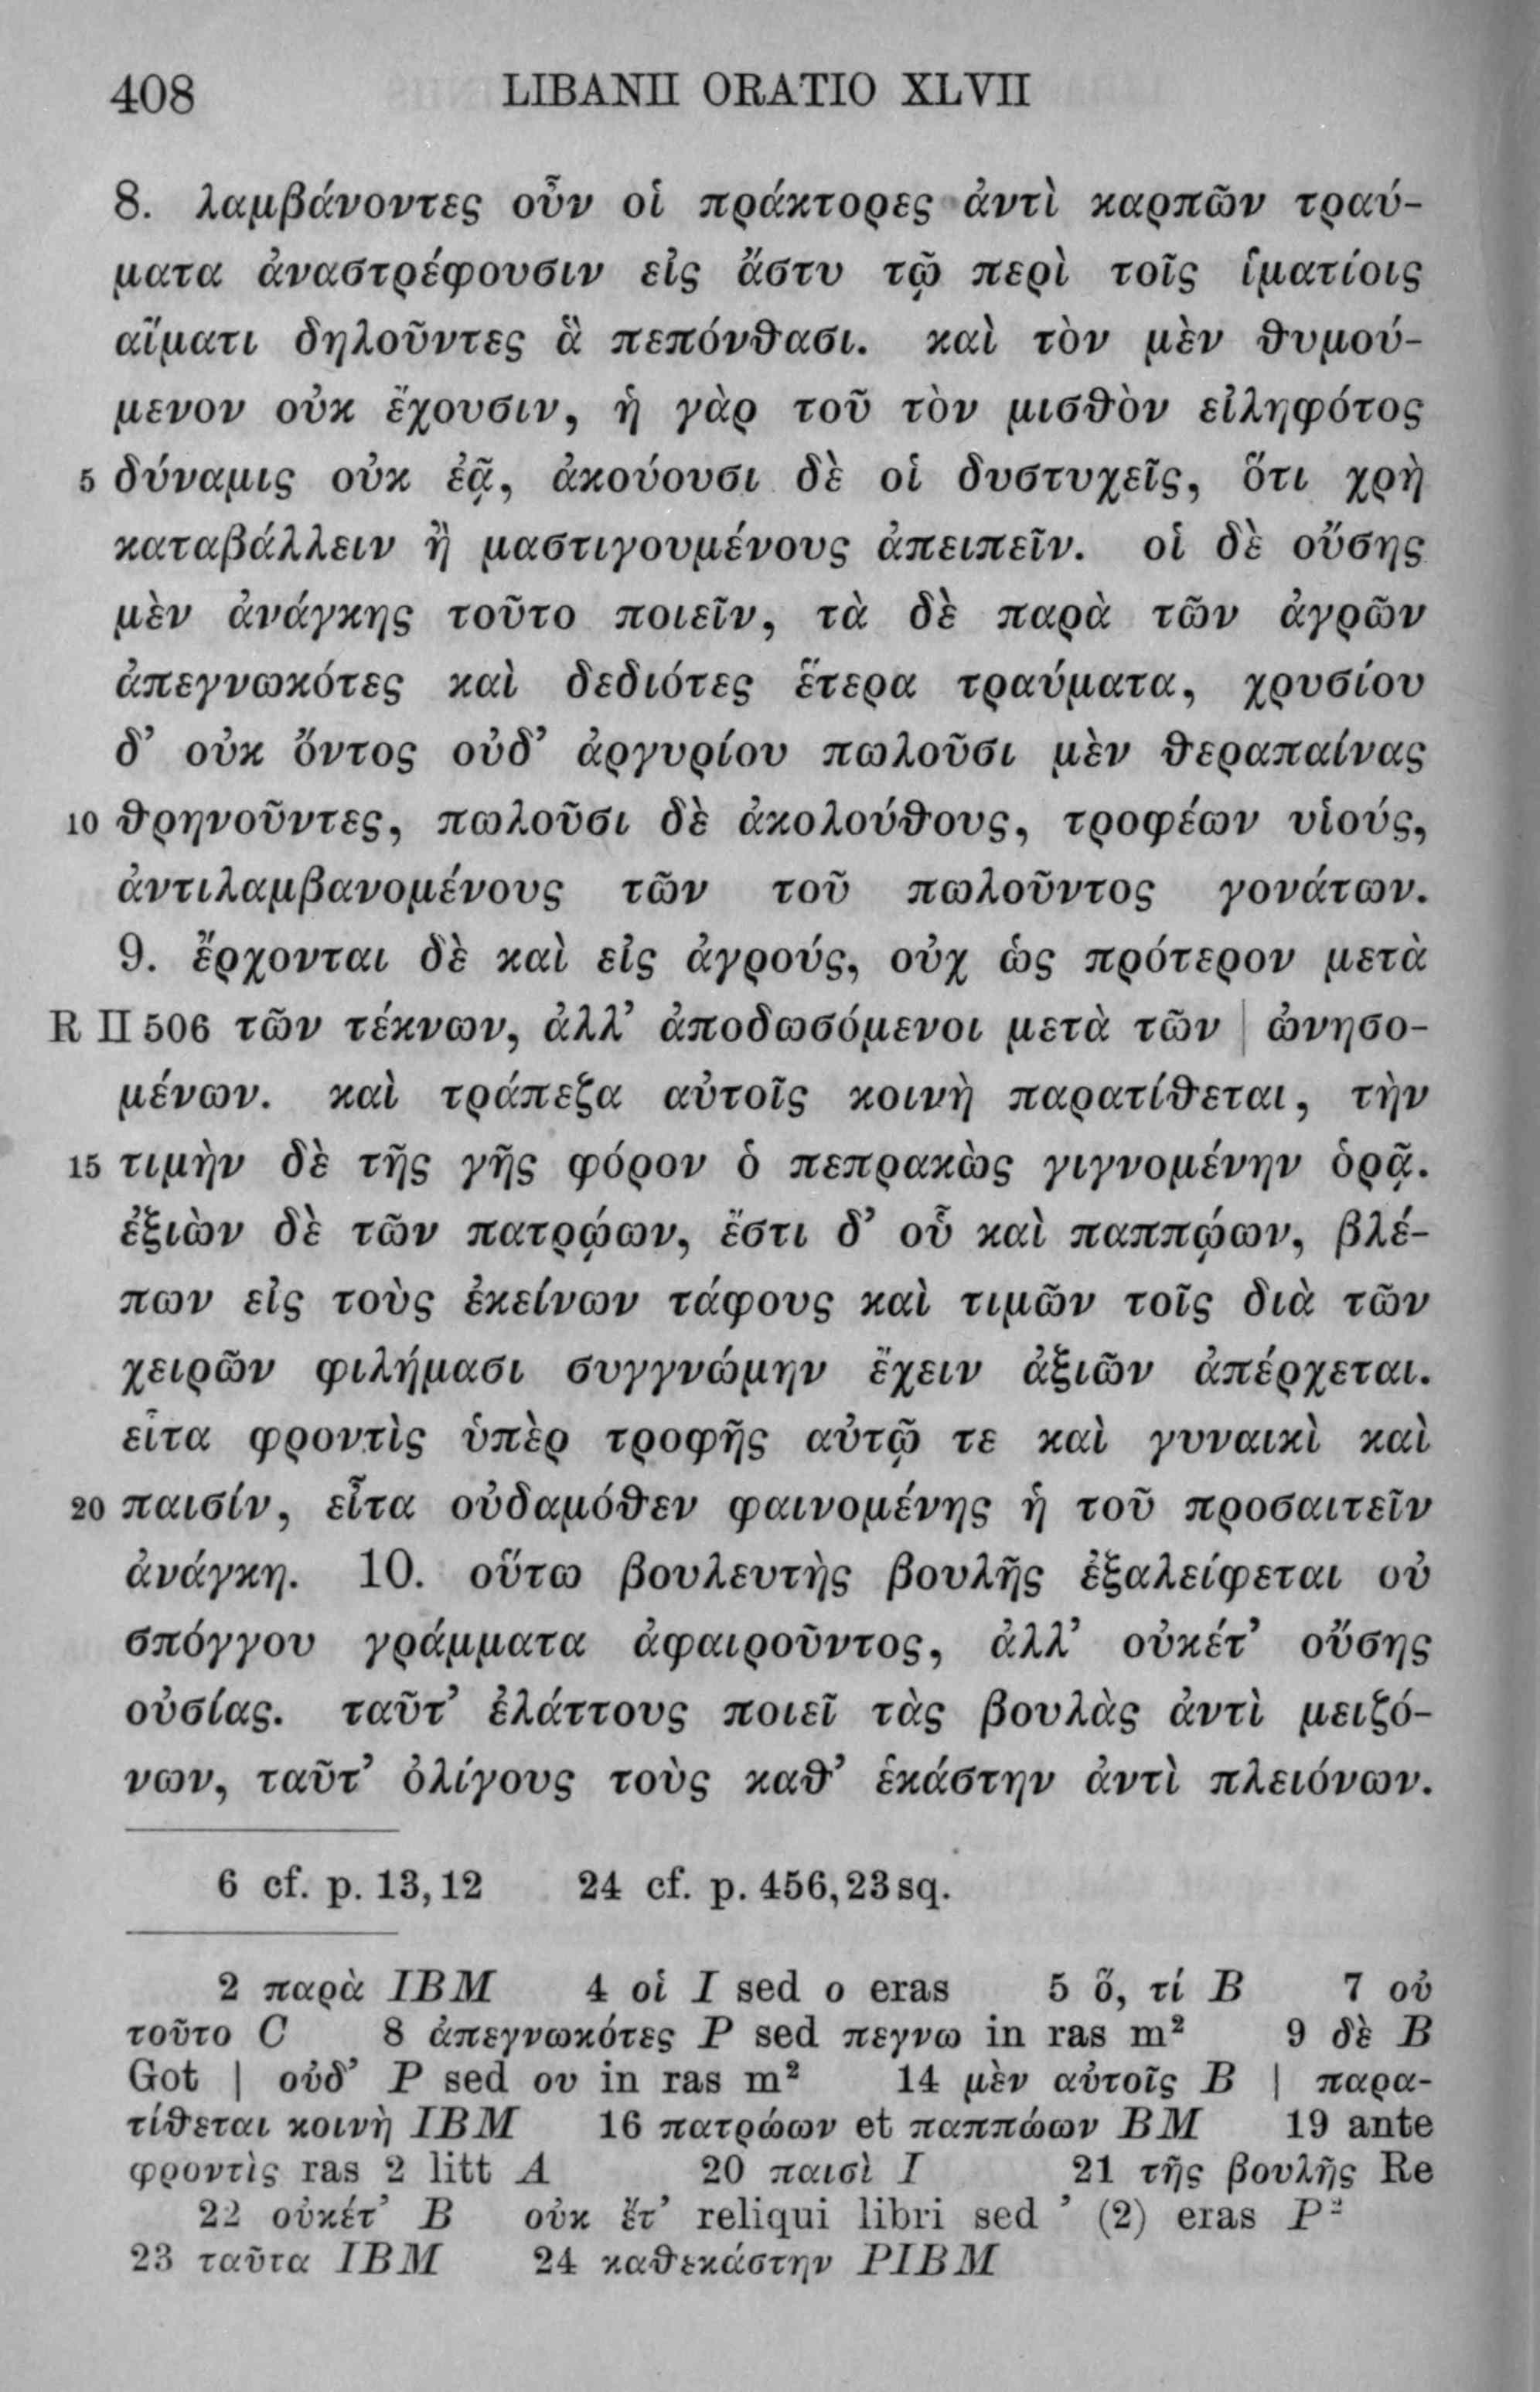 408 LIBANII ORATIO XLVII
8. λαμβάνοντες οὖν οἱ πράκτορες ἀντὶ καρπῶν τραύ-
ματα ἀναστρέφουσιν εἰς ἄστυ τῷ περὶ τοῖς ἱματίοις
αἵματι δηλοῦντες ἃ πεπόνθασι. καὶ τὸν μὲν θυμού-
μενον οὐκ ἔχουσιν, ἡ γὰρ τοῦ τὸν μισθὸν εἰληφότος
5 δύναμις οὐκ ἐᾷ, ἀκούουσι δὲ οἱ δυστυχεῖς, ὅτι χρὴ
καταβάλλειν ἢ μαστιγουμένους ἀπειπεῖν. οἱ δὲ οὔσης
μὲν ἀνάγκης τοῦτο ποιεῖν, τὰ δὲ παρὰ τῶν ἀγρῶν
ἀπεγνωκότες καὶ δεδιότες ἕτερα τραύματα, χρυσίου
δ’ οὐκ ὄντος οὐδ’ ἀργυρίου πωλοῦσι μὲν θεραπαίνας
10 θρηνοῦντες, πωλοῦσι δὲ ἀκολούθους, τροφέων υἱούς,
ἀντιλαμβανομένους τῶν τοῦ πωλοῦντος γονάτων.
9. ἔρχονται δὲ καὶ εἰς ἀγρούς, οὐχ ὡς πρότερον μετὰ
R II 506 τῶν τέκνων, ἀλλ’ ἀποδωσόμενοι μετὰ τῶν | ὠνησο-
μένων. καὶ τράπεζα αὐτοῖς κοινὴ παρατίθεται, τὴν
15 τιμὴν δὲ τῆς γῆς φόρον ὁ πεπρακὼς γιγνομένην ὁρᾷ.
ἐξιὼν δὲ τῶν πατρῴων, ἔστι δ’ οὗ καὶ παππῴων, βλέ-
πων εἰς τοὺς ἐκείνων τάφους καὶ τιμῶν τοῖς διὰ τῶν
χειρῶν φιλήμασι συγγνώμην ἔχειν ἀξιῶν ἀπέρχεται.
εἶτα φροντὶς ὑπὲρ τροφῆς αὑτῷ τε καὶ γυναικὶ καὶ
20 παισίν, εἶτα οὐδαμόθεν φαινομένης ἡ τοῦ προσαιτεῖν
ἀνάγκη. 10. οὕτω βουλευτὴς βουλῆς ἐξαλείφεται οὐ
σπόγγου γράμματα ἀφαιροῦντος, ἀλλ’ οὐκέτ’ οὔσης
οὐσίας. ταῦτ’ ἐλάττους ποιεῖ τὰς βουλὰς ἀντὶ μειζό-
νων, ταῦτ’ ὀλίγους τοὺς καθ’ ἑκάστην ἀντὶ πλειόνων.
6 cf. p. 13,12 24 cf. p. 456,23 sq.
2 παρὰ IBM 4 οἱ I sed o eras 5 ὅ, τί B 7 οὐ
τοῦτο C 8 ἀπεγνωκότες P sed πεγνω in ras m² 9 δὲ B
Got | οὐδ’ P sed ου in ras m² 14 μὲν αὐτοῖς B | παρα-
τίθεται κοινὴ IBM 16 πατρώων et παππώων BM 19 ante
φροντὶς ras 2 litt A 20 παισὶ I 21 τῆς βουλῆς Re
22 οὐκέτ’ B οὐκ ἔτ’ reliqui libri sed ’ (2) eras P²
23 ταῦτα IBM 24 καθεκάστην PIBM